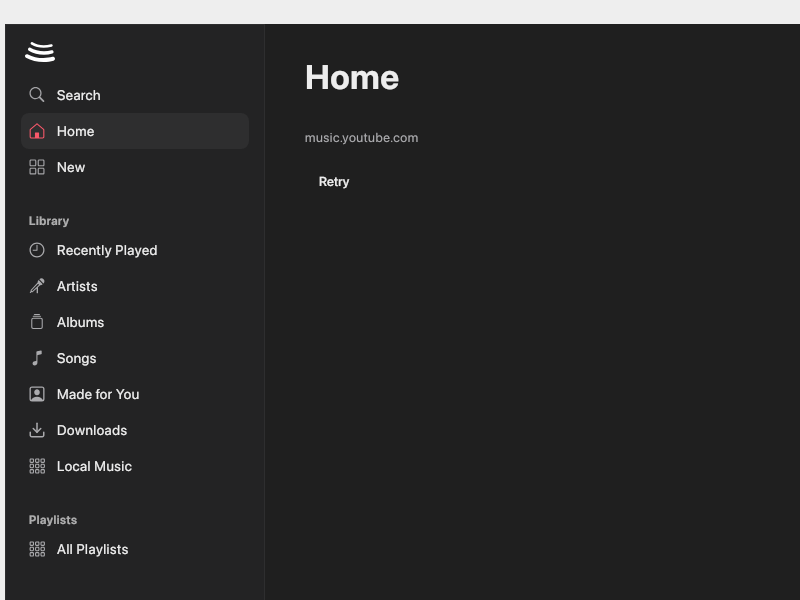 Search
Home
New
Library
Recently Played
Artists
Albums
Songs
Made for You
Downloads
Local Music
Playlists
All Playlists
Home
music.youtube.com
Retry